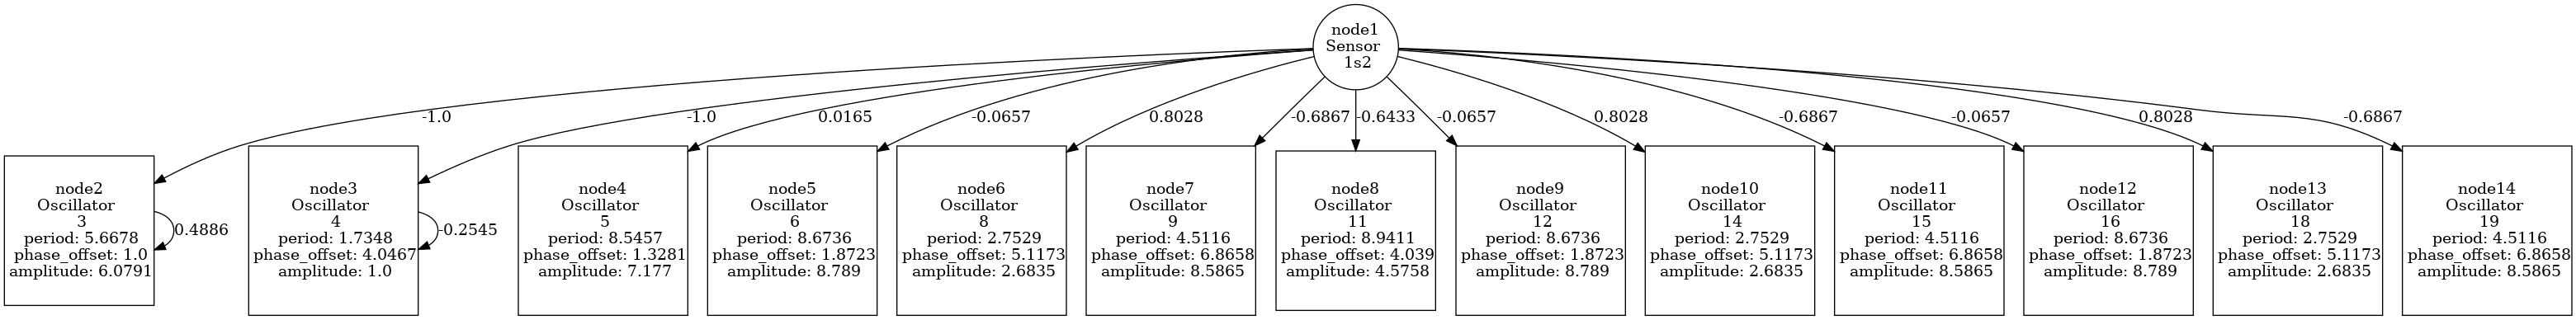 node1
Sensor
1s2
-1.0
-1.0
0.0165
-0.0657
0.8028
-0.6867
-0.6433
-0.0657
0.8028
-0.6867
-0.0657
0.8028
-0.6867
node2
Oscillator
3
period: 5.6678
phase_offset: 1.0
amplitude: 6.0791
0.4886
node3
Oscillator
4
period: 1.7348
phase_offset: 4.0467
amplitude: 1.0
-0.2545
node4
Oscillator
5
period: 8.5457
phase_offset: 1.3281
amplitude: 7.177
node5
Oscillator
6
period: 8.6736
phase_offset: 1.8723
amplitude: 8.789
node6
Oscillator
8
period: 2.7529
phase_offset: 5.1173
amplitude: 2.6835
node7
Oscillator
9
period: 4.5116
phase_offset: 6.8658
amplitude: 8.5865
node8
Oscillator
11
period: 8.9411
phase_offset: 4.039
amplitude: 4.5758
node9
Oscillator
12
period: 8.6736
phase_offset: 1.8723
amplitude: 8.789
node10
Oscillator
14
period: 2.7529
phase_offset: 5.1173
amplitude: 2.6835
node11
Oscillator
15
period: 4.5116
phase_offset: 6.8658
amplitude: 8.5865
node12
Oscillator
16
period: 8.6736
phase_offset: 1.8723
amplitude: 8.789
node13
Oscillator
18
period: 2.7529
phase_offset: 5.1173
amplitude: 2.6835
node14
Oscillator
19
period: 4.5116
phase_offset: 6.8658
amplitude: 8.5865